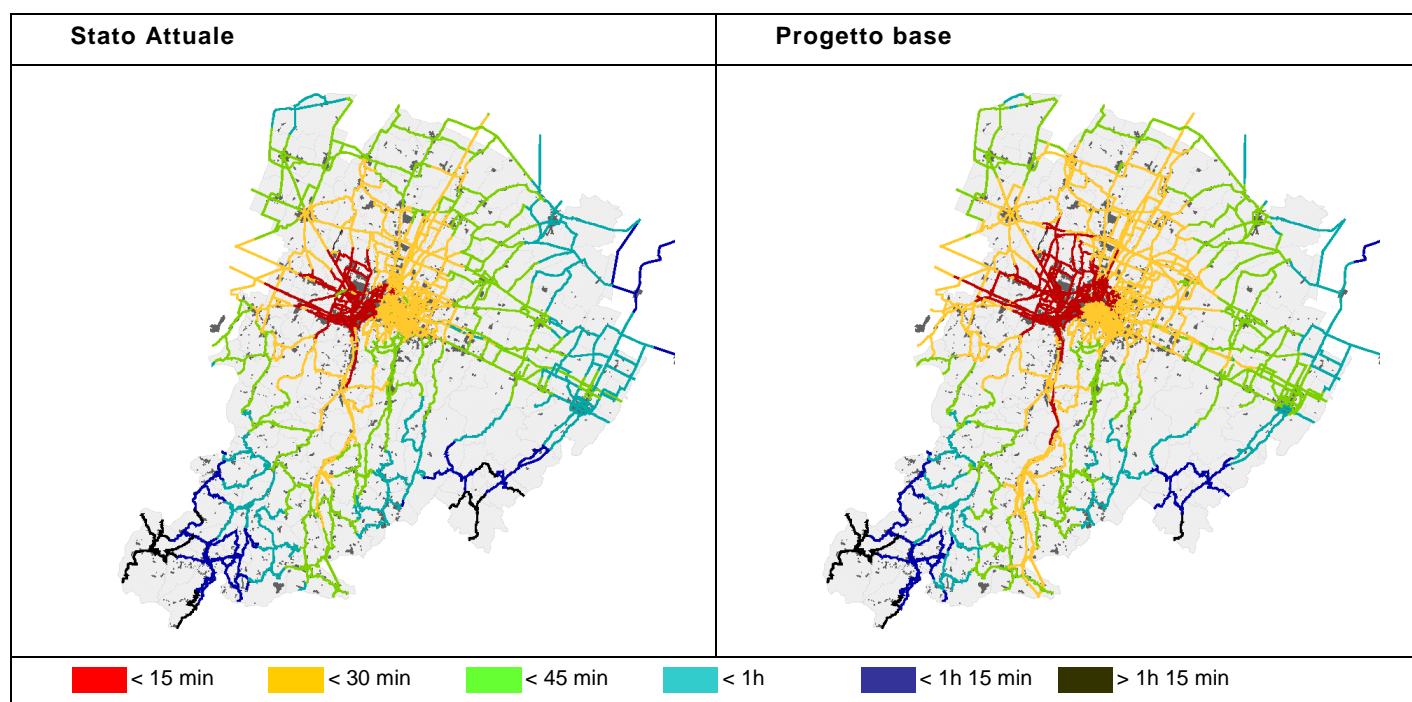 Stato Attuale
Progetto base
< 15 min
< 30 min
< 45 min
< 1h
< 1h 15 min
> 1h 15 min